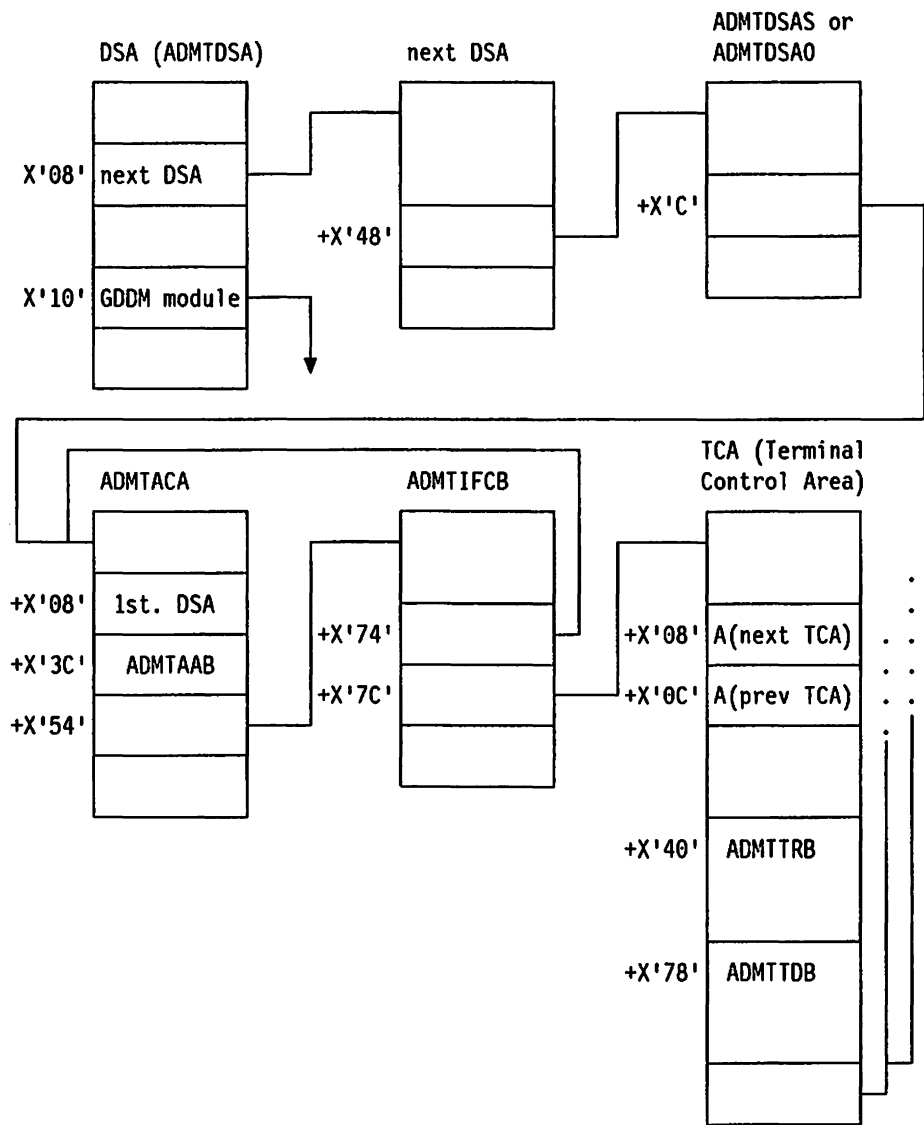 DSA (ADMTDSA)
next DSA
ADMTDSAS or
ADMTDSAO
X'08'
next DSA
+X'48'
+X'C'
X'10'
GDDM module
ADMTACA
ADMTIFCB
TCA (Terminal
Control Area)
+X'08'
1st. DSA
+X'3C'
ADMTAAB
+X'54'
+X'74'
+X'7C'
+X'08'
A(next TCA)
+X'0C'
A(prev TCA)
+X'40'
ADMTTRB
+X'78'
ADMTTDB